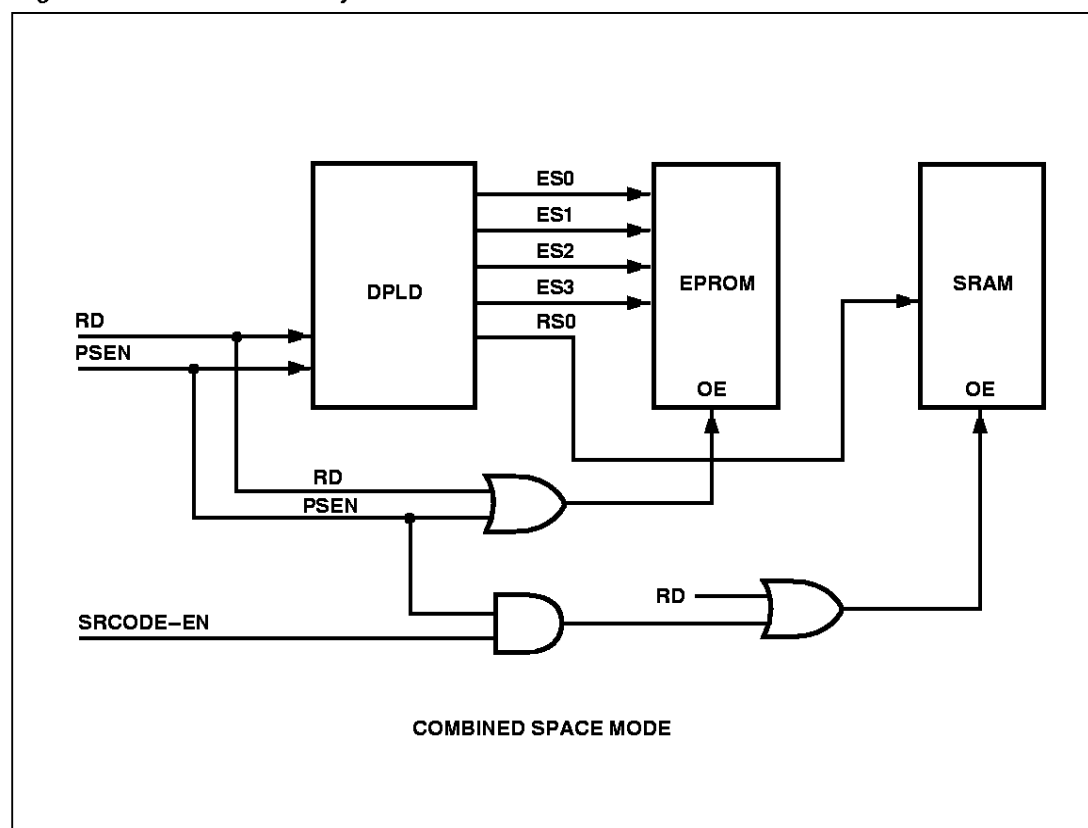 ES0
ES1
ES2
ES3
RS0
DPLD
EPROM
SRAM
RD
PSEN
OE
OE
RD
PSEN
RD
SRCODE–EN
COMBINED SPACE MODE